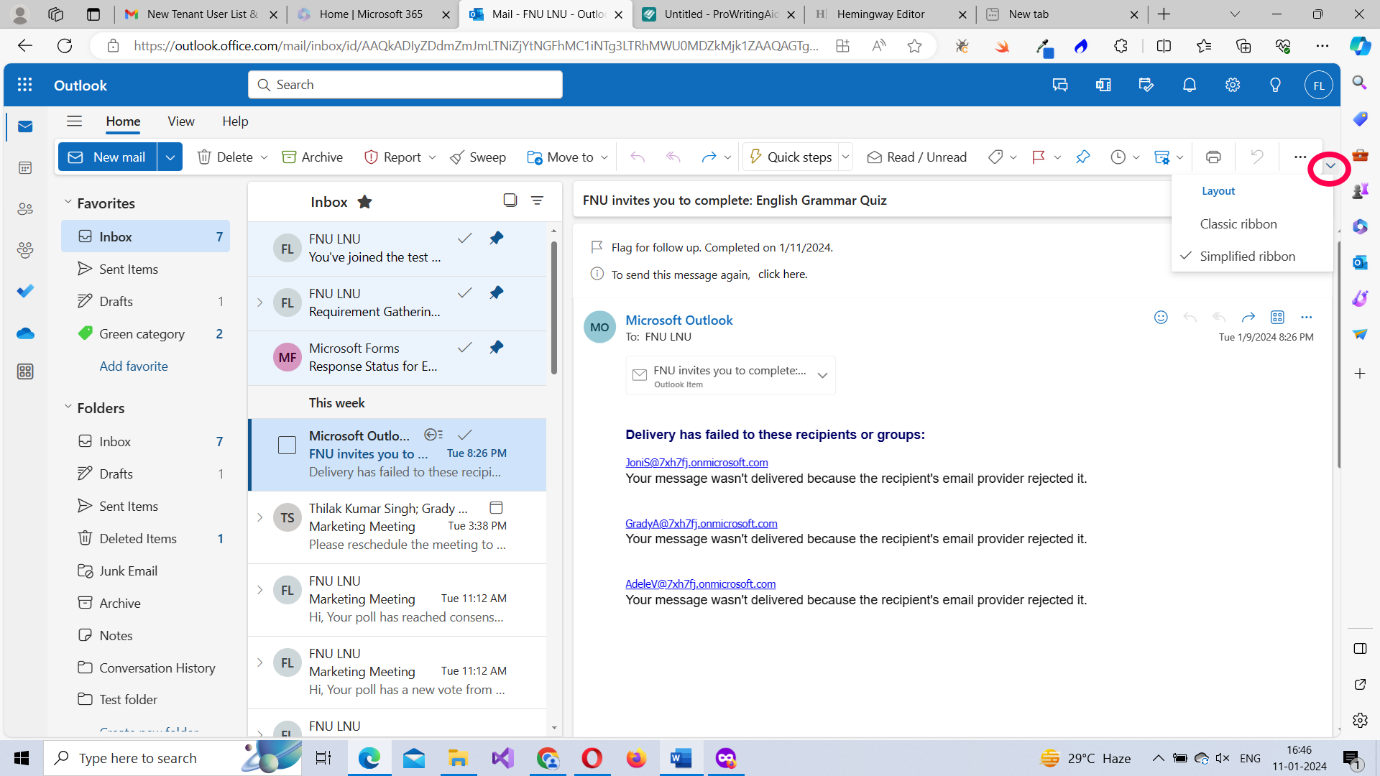 New Tenant User List &
Home | Microsoft 365
Mail - FNU LNU - Outloo
Untitled - ProWritingAid
Hemingway Editor
New tab
https://outlook.office.com/mail/inbox/id/AAQkADIyZDdmZmJmLTNiZjYtNGFhMC1iNTg3LTRhMWU0MDZkMjk1ZAAQAGTg...
Outlook
Search
FL
Home View Help
New mail Delete Archive Report Sweep Move to Quick steps Read / Unread
Layout
Classic ribbon
Simplified ribbon
Favorites
Inbox 7
Sent Items
Drafts 1
Green category 2
Add favorite
Folders
Inbox 7
Drafts 1
Sent Items
Deleted Items 1
Junk Email
Archive
Notes
Conversation History
Test folder
Create new folder
Inbox
FL
FNU LNU
You've joined the test ...
FL
FNU LNU
Requirement Gatherin...
MF
Microsoft Forms
Response Status for E...
This week
Microsoft Outlo...
FNU invites you to ... Tue 8:26 PM
Delivery has failed to these recipi...
TS
Thilak Kumar Singh; Grady ...
Marketing Meeting Tue 3:38 PM
Please reschedule the meeting to ...
FL
FNU LNU
Marketing Meeting Tue 11:12 AM
Hi, Your poll has reached consens...
FL
FNU LNU
Marketing Meeting Tue 11:12 AM
Hi, Your poll has a new vote from ...
FL
FNU LNU
FNU invites you to complete: English Grammar Quiz
Flag for follow up. Completed on 1/11/2024.
To send this message again, click here.
MO
Microsoft Outlook
To: FNU LNU
Tue 1/9/2024 8:26 PM
FNU invites you to complete:...
Outlook Item
Delivery has failed to these recipients or groups:
JoniS@7xh7fj.onmicrosoft.com
Your message wasn't delivered because the recipient's email provider rejected it.
GradyA@7xh7fj.onmicrosoft.com
Your message wasn't delivered because the recipient's email provider rejected it.
AdeleV@7xh7fj.onmicrosoft.com
Your message wasn't delivered because the recipient's email provider rejected it.
Type here to search
29°C Haze
ENG
16:46
11-01-2024
1